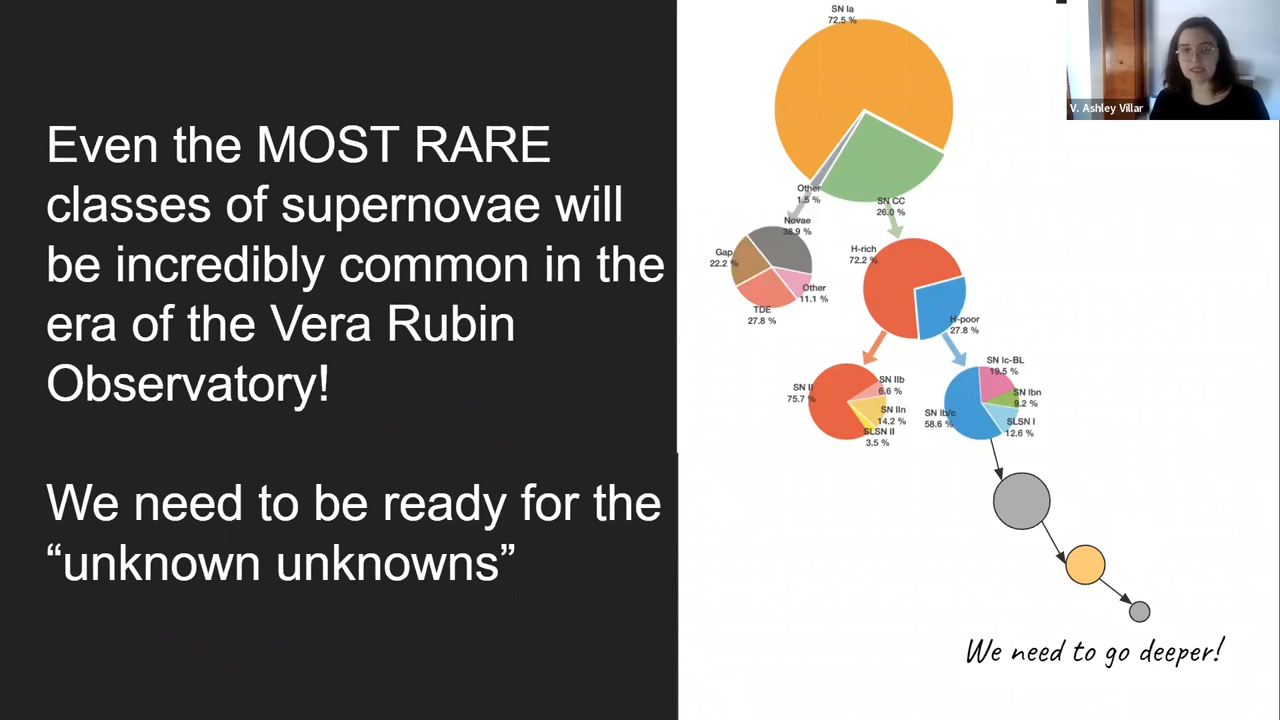 Even the MOST RARE
classes of supernovae will
be incredibly common in the
era of the Vera Rubin
Observatory!
We need to be ready for the
“unknown unknowns”
SN Ia
72.5 %
Other
1.5 %
SN CC
26.0 %
Novae
38.9 %
Gap
22.2 %
Other
11.1 %
TDE
27.8 %
H-rich
72.2 %
H-poor
27.8 %
SN II
75.7 %
SN IIb
6.6 %
SN IIn
14.2 %
SLSN II
3.5 %
SN Ic-BL
19.5 %
SN Ibn
9.2 %
SN Ib/c
58.6 %
SLSN I
12.6 %
We need to go deeper!
V. Ashley Villar